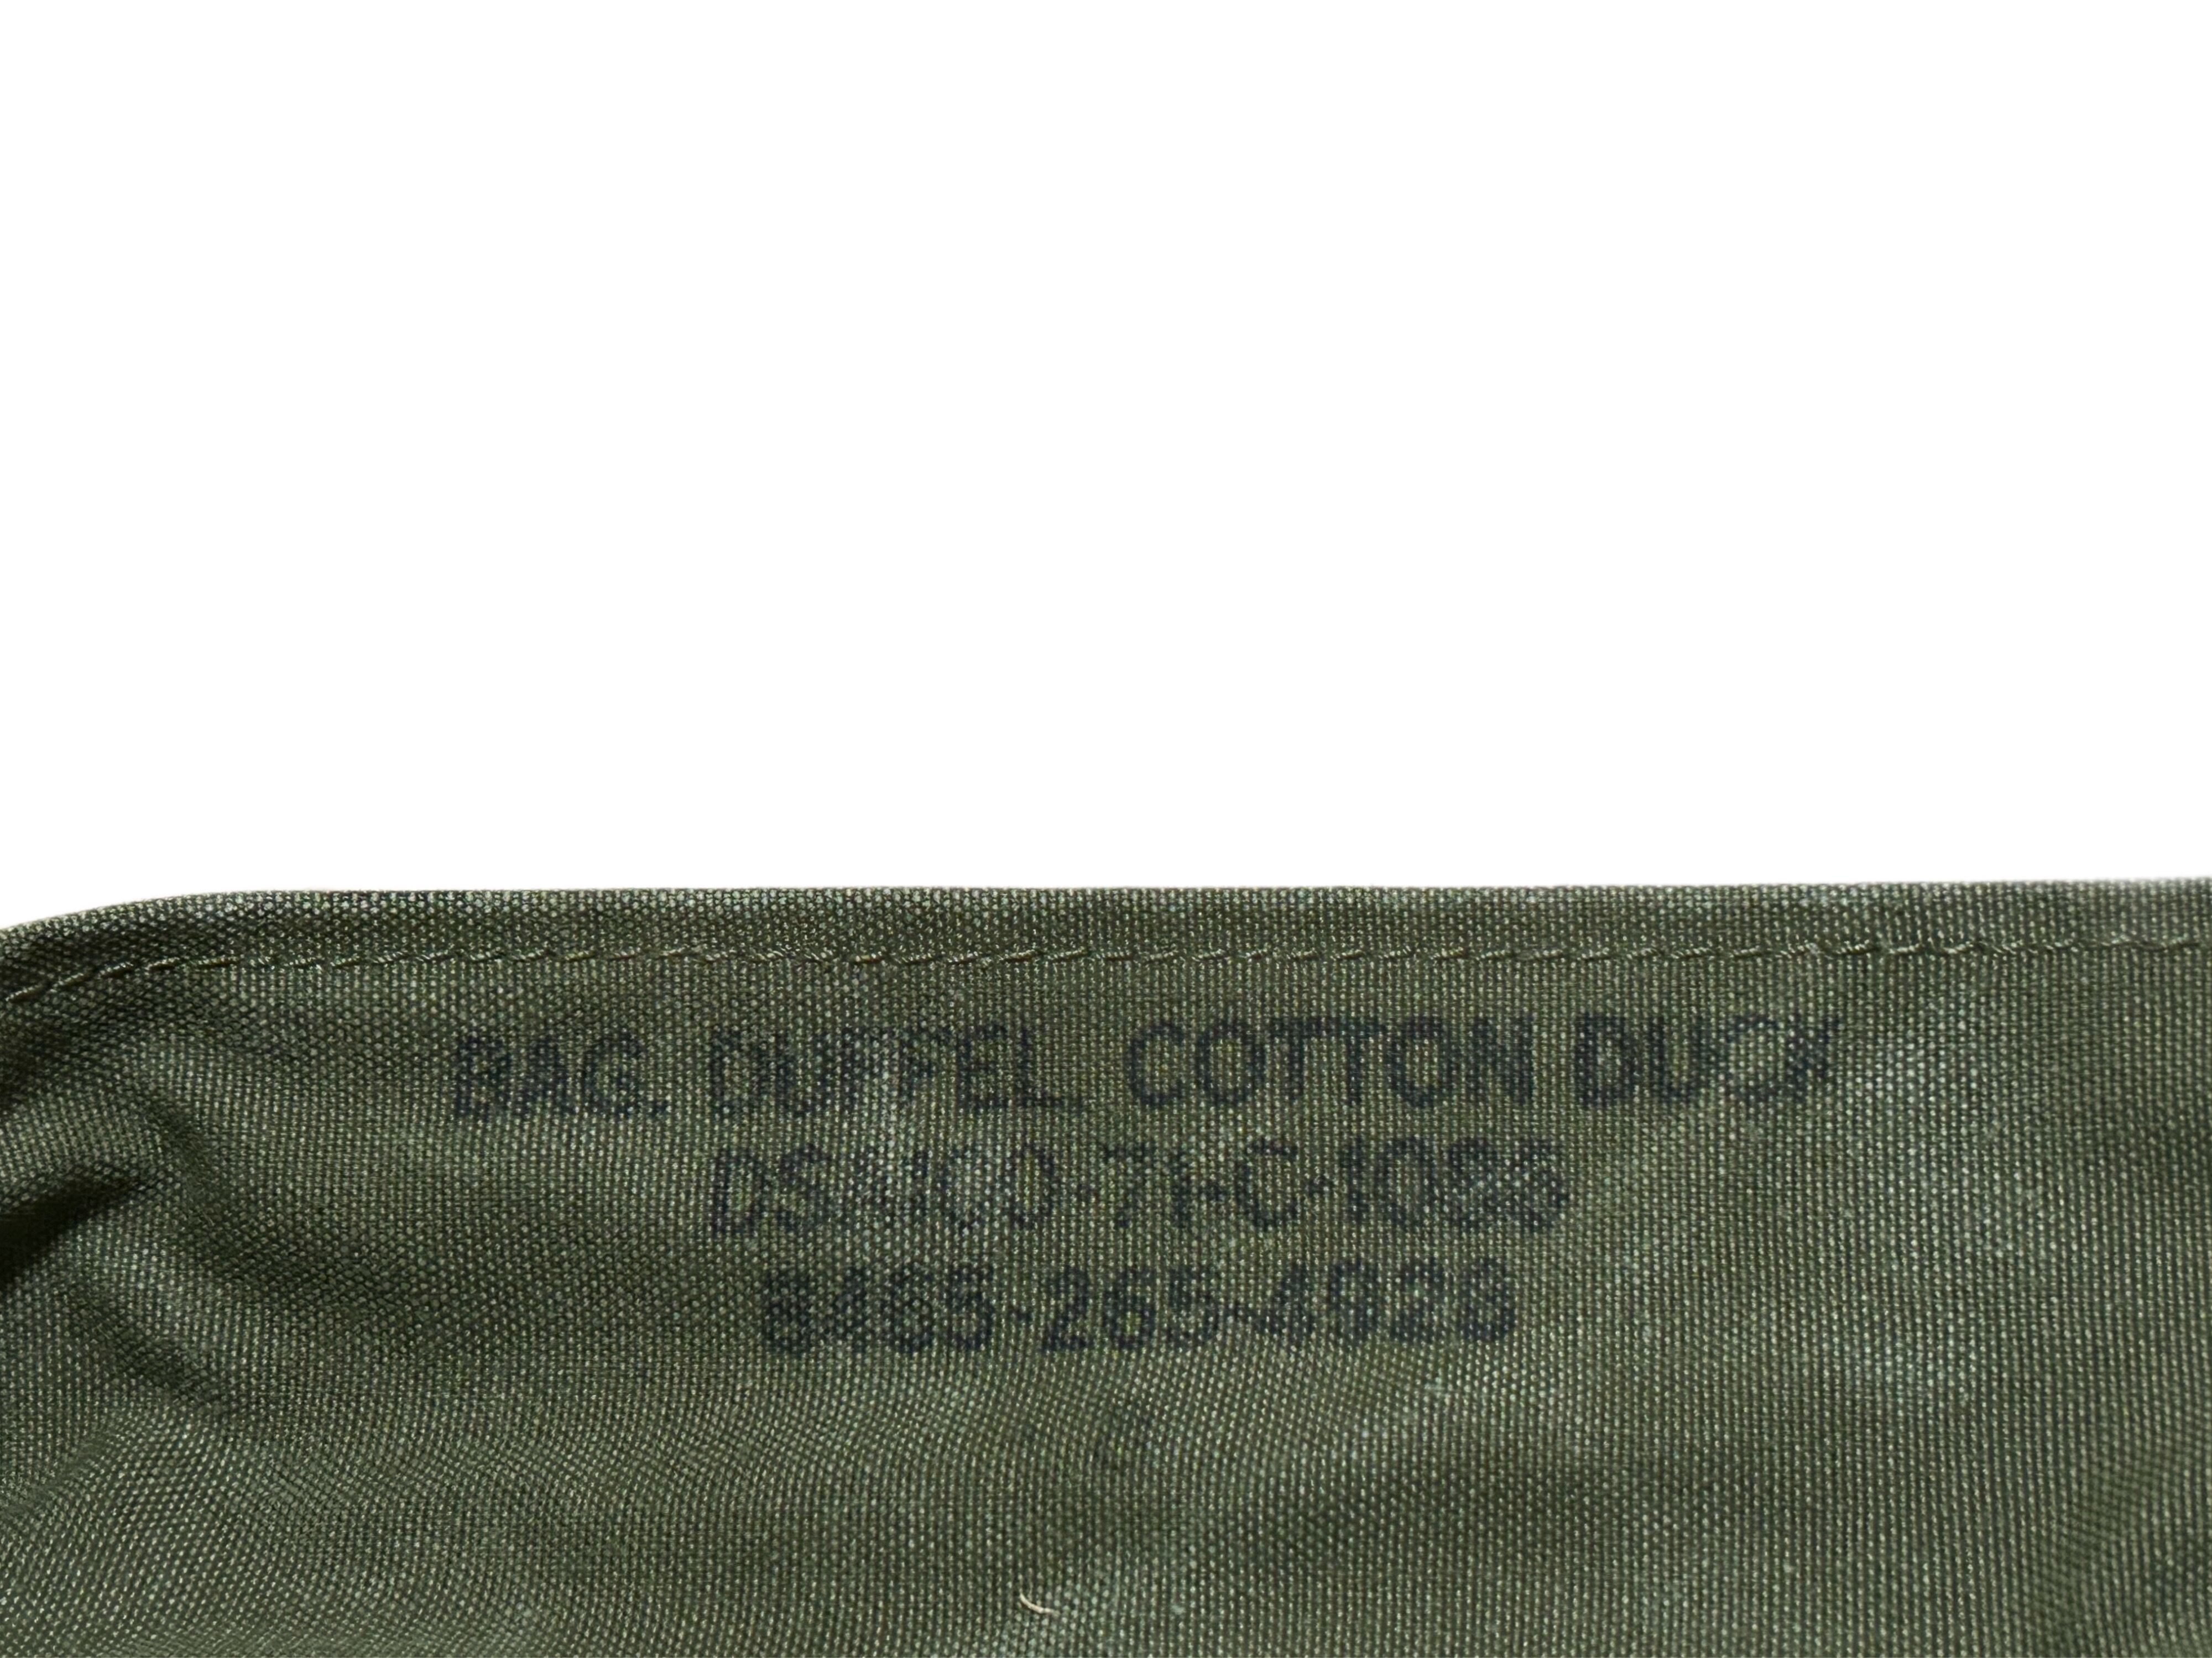 BAG. DUFFEL COTTON DUCK
DSA100-71-C-1086
8465-265-4928